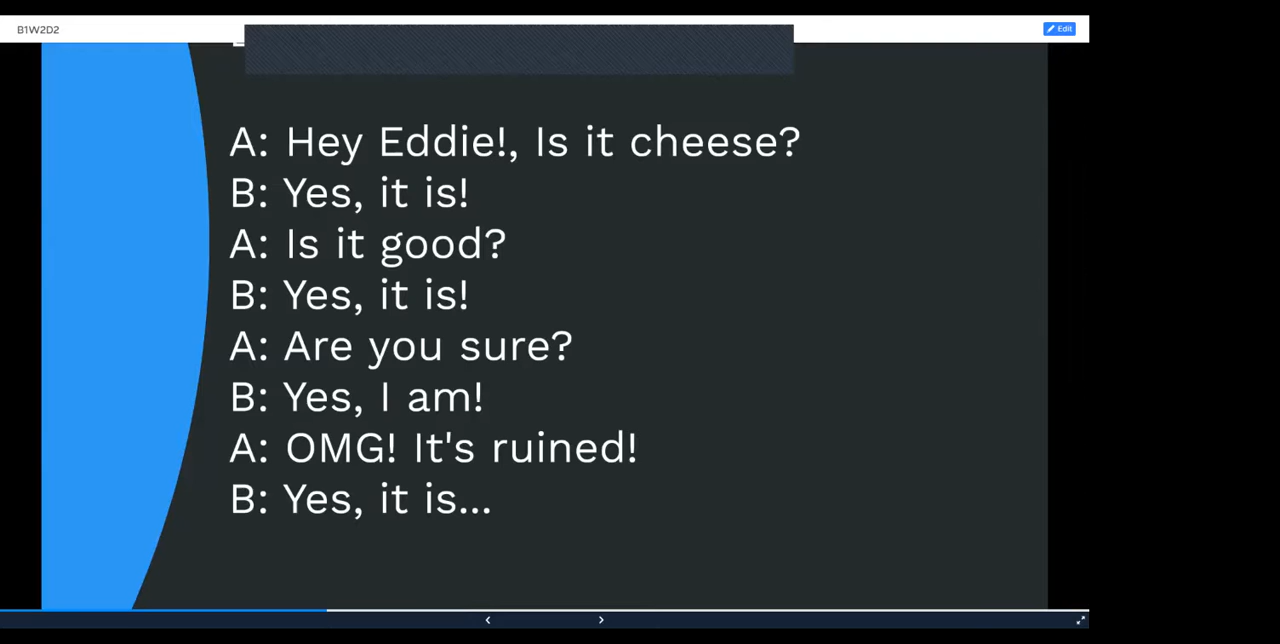 B1W2D2
Edit
A: Hey Eddie!, Is it cheese?
B: Yes, it is!
A: Is it good?
B: Yes, it is!
A: Are you sure?
B: Yes, I am!
A: OMG! It's ruined!
B: Yes, it is...